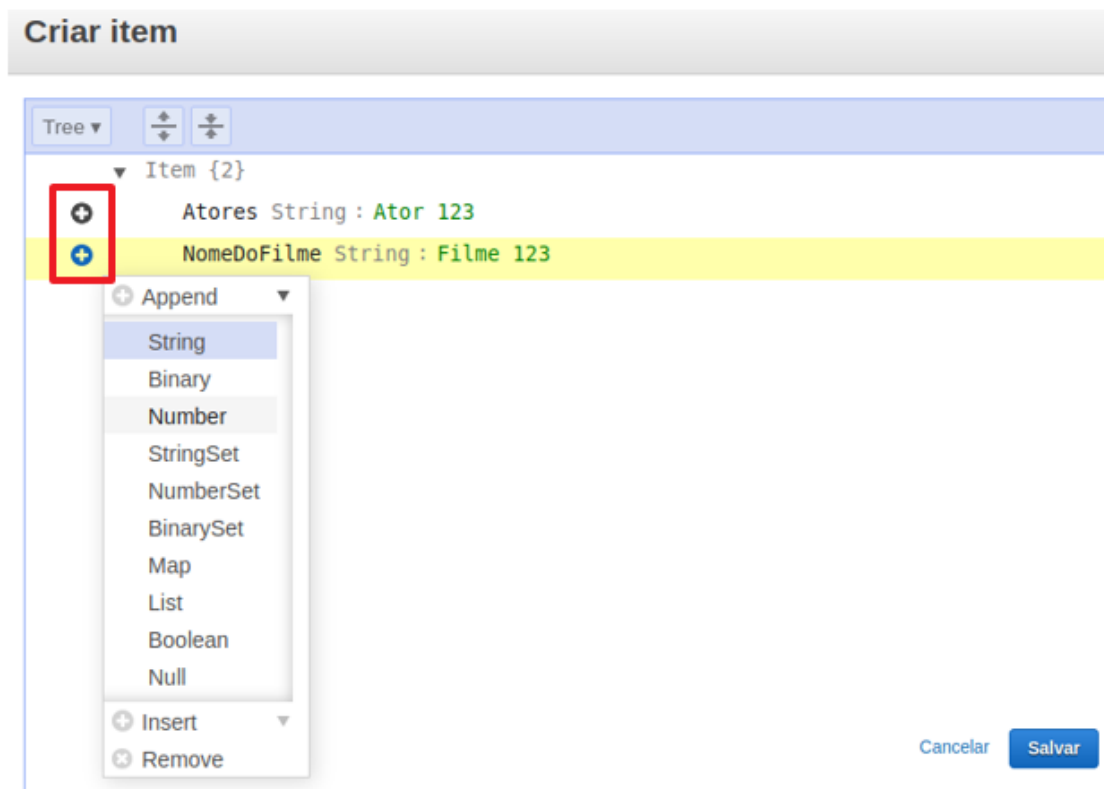 Criar item
Tree
Item {2}
Atores String : Ator 123
NomeDoFilme String : Filme 123
Append
String
Binary
Number
StringSet
NumberSet
BinarySet
Map
List
Boolean
Null
Insert
Remove
Cancelar Salvar